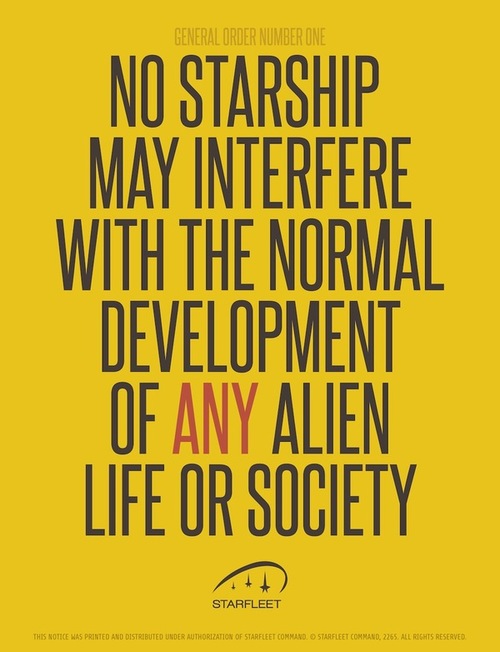 GENERAL ORDER NUMBER ONE
NO STARSHIP
MAY INTERFERE
WITH THE NORMAL
DEVELOPMENT
OF ANY ALIEN
LIFE OR SOCIETY
STARFLEET
THIS NOTICE WAS PRINTED AND DISTRIBUTED UNDER AUTHORIZATION OF STARFLEET COMMAND. © STARFLEET COMMAND, 2265. ALL RIGHTS RESERVED.